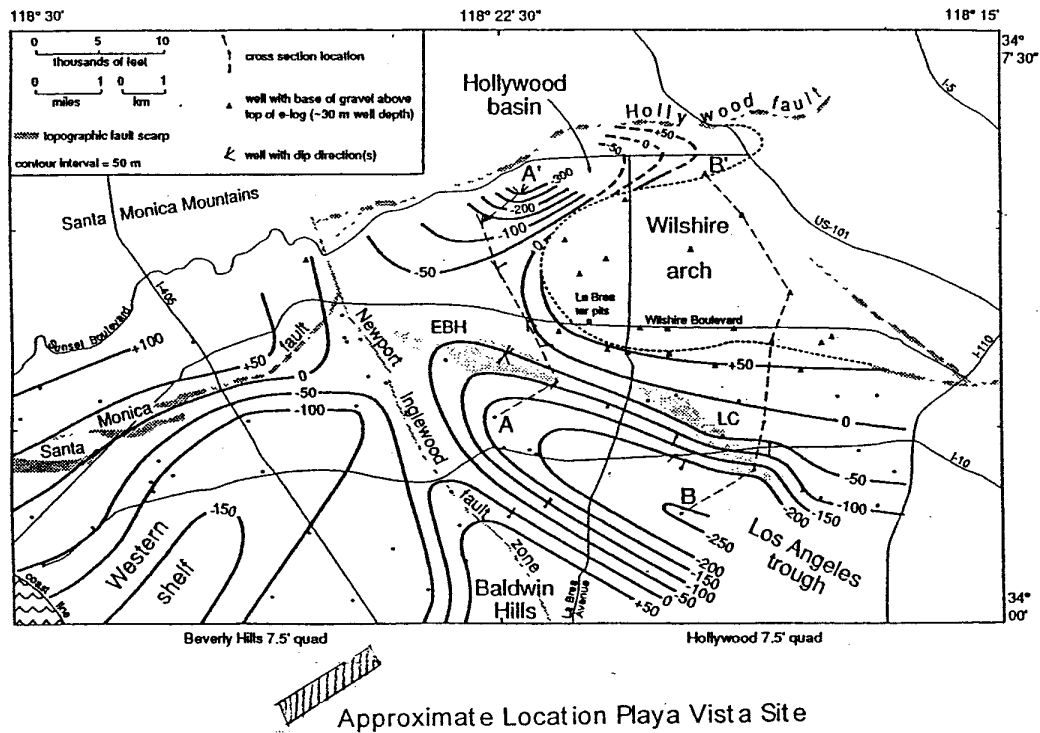 118° 30' 118° 22' 30" 118° 15'
34°
7' 30"
0 5 10
thousands of feet
0 1 0 1
miles km
topographic fault scarp
contour interval = 50 m
cross section location
well with base of gravel above
top of e-log (~30 m well depth)
well with dip direction(s)
Hollywood
basin
Hollywood fault
I-5
+50
0
-50
A'
-300
-200
-100
-50
B'
Santa Monica Mountains
Wilshire
arch
US-101
0
I-405
La Brea
tar pits
Wilshire Boulevard
Sunset Boulevard
+100
fault
Newport
EBH
I-110
+50
+50
0
-50
-100
Monica
Santa
Inglewood
A
LC
0
I-10
-50
-100
-150
-200
B
-150
Western
shelf
fault
zone
-250
Los Angeles
trough
-200
-150
-100
-50
0
+50
Baldwin
Hills
La Brea
Avenue
coast
line
34°
00'
Beverly Hills 7.5' quad Hollywood 7.5' quad
Approximate Location Playa Vista Site